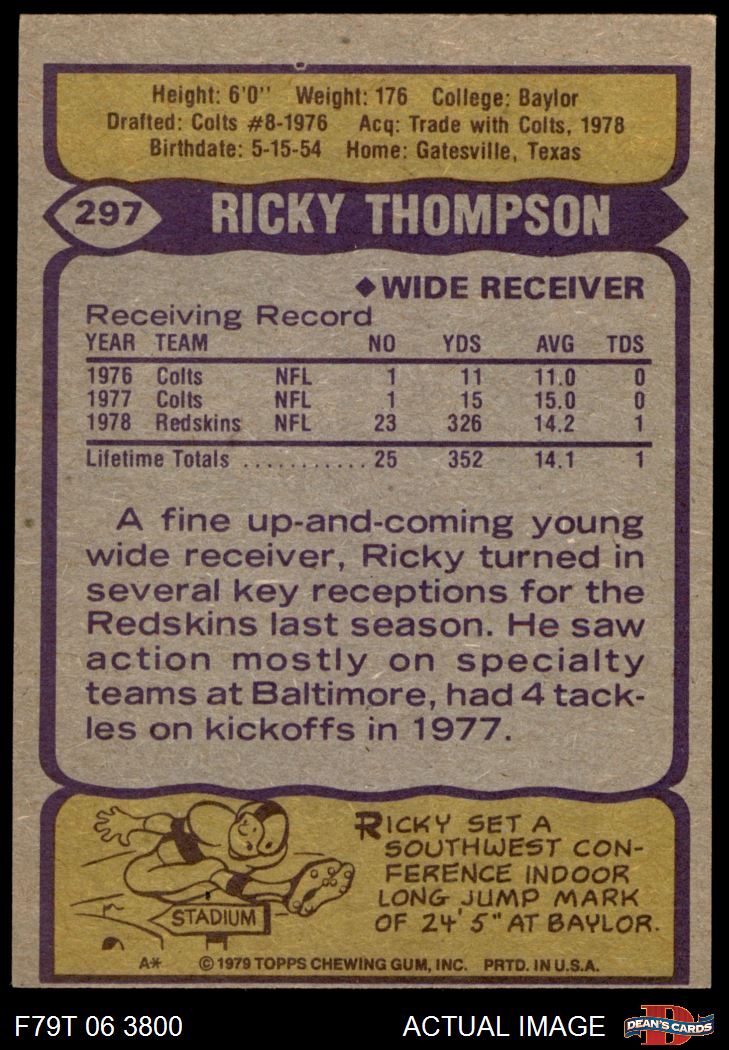 Height: 6'0'' Weight: 176 College: Baylor
Drafted: Colts #8-1976 Acq: Trade with Colts, 1978
Birthdate: 5-15-54 Home: Gatesville, Texas
297 RICKY THOMPSON
◆WIDE RECEIVER
Receiving Record
YEAR TEAM NO YDS AVG TDS
1976 Colts NFL 1 11 11.0 0
1977 Colts NFL 1 15 15.0 0
1978 Redskins NFL 23 326 14.2 1
Lifetime Totals ........... 25 352 14.1 1
A fine up-and-coming young
wide receiver, Ricky turned in
several key receptions for the
Redskins last season. He saw
action mostly on specialty
teams at Baltimore, had 4 tack-
les on kickoffs in 1977.
RICKY SET A
SOUTHWEST CON-
FERENCE INDOOR
LONG JUMP MARK
OF 24' 5" AT BAYLOR.
STADIUM
A* ©1979 TOPPS CHEWING GUM, INC. PRTD. IN U.S.A.
F79T 06 3800 ACTUAL IMAGE D DEAN'S CARDS